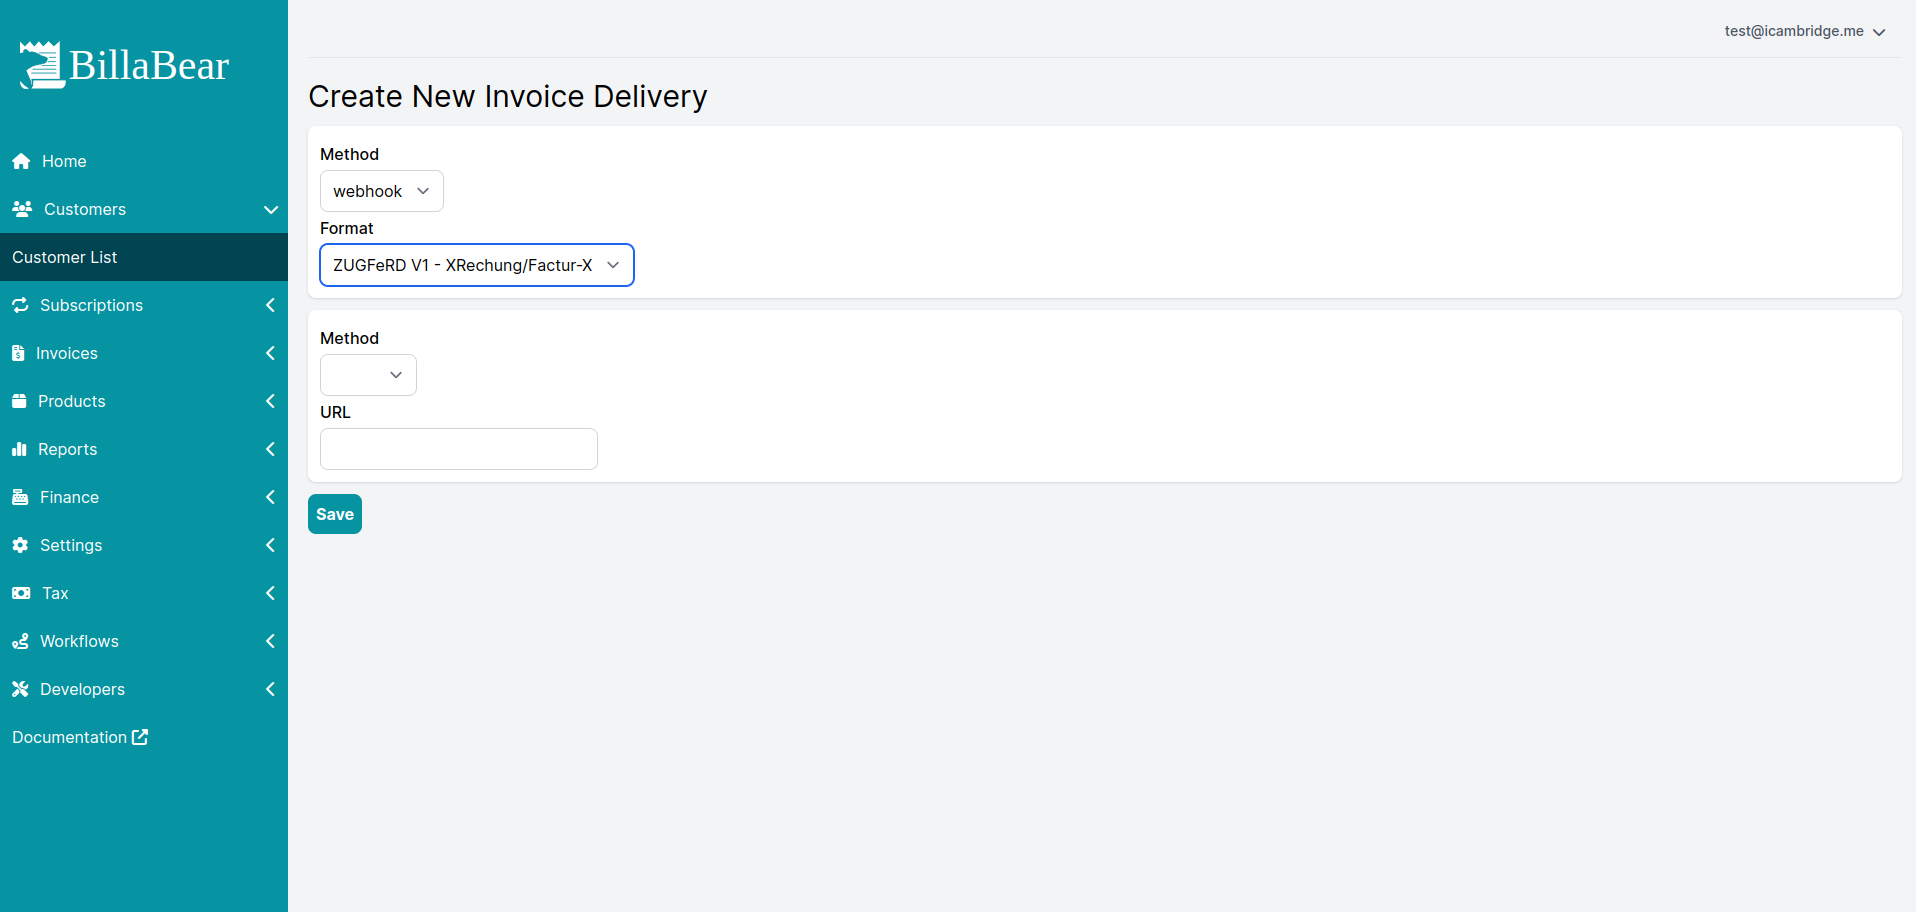 BillaBear
test@icambridge.me
Home
Customers
Customer List
Subscriptions
Invoices
Products
Reports
Finance
Settings
Tax
Workflows
Developers
Documentation
Create New Invoice Delivery
Method
webhook
Format
ZUGFeRD V1 - XRechung/Factur-X
Method
URL
Save